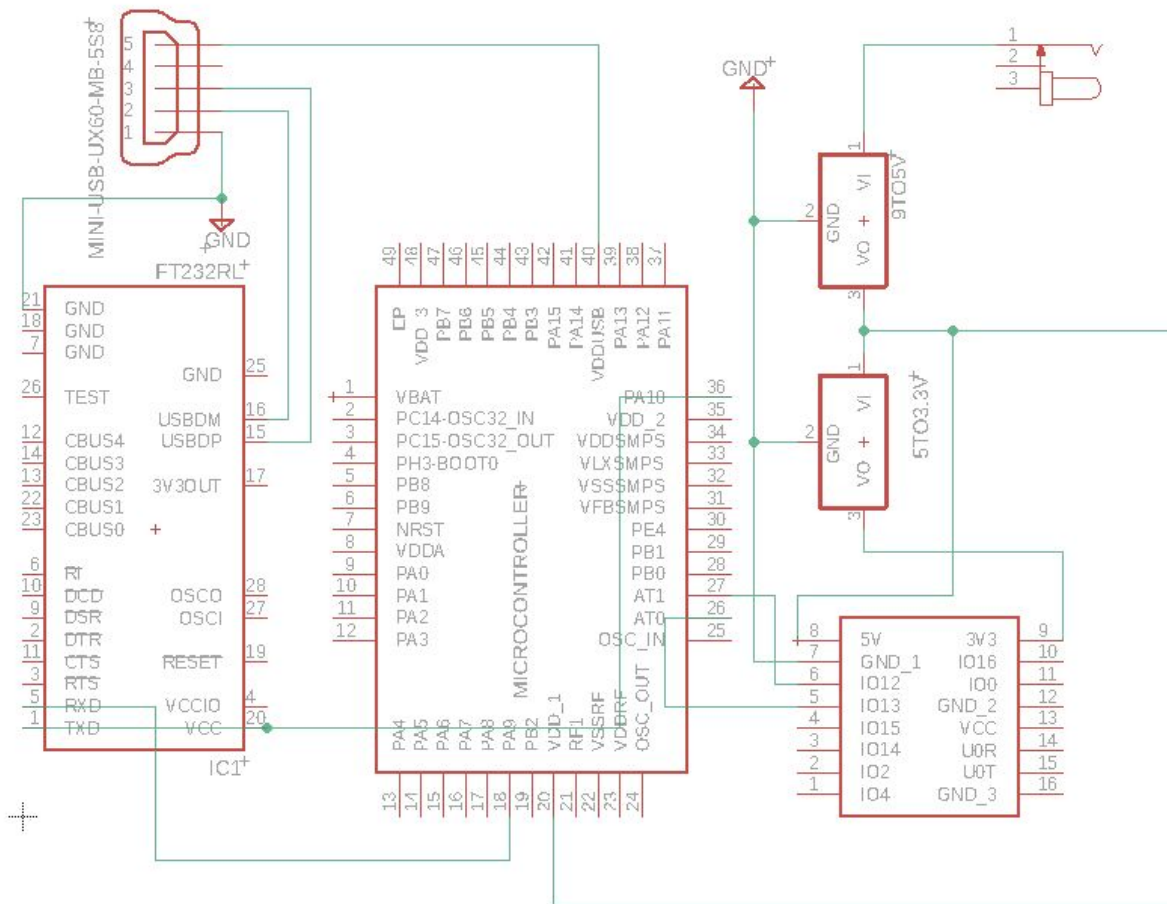 MINI-USB-UX60-MB-5S8
5
4
3
2
1
GND
FT232RL
21 GND
18 GND
7 GND
26 TEST
12 CBUS4
14 CBUS3
13 CBUS2
22 CBUS1
23 CBUS0
6 RI
10 DCD
9 DSR
2 DTR
11 CTS
3 RTS
5 RXD
1 TXD
GND 25
USBDM 16
USBDP 15
3V3OUT 17
OSCO 28
OSCI 27
RESET 19
VCCIO 4
VCC 20
IC1
49 EP
48 VDD_3
47 PB7
46 PB6
45 PB5
44 PB4
43 PB3
42 PA15
41 PA14
40 VDDUSB
39 PA13
38 PA12
37 PA11
1 VBAT
2 PC14-OSC32_IN
3 PC15-OSC32_OUT
4 PH3-BOOT0
5 PB8
6 PB9
7 NRST
8 VDDA
9 PA0
10 PA1
11 PA2
12 PA3
MICROCONTROLLER
PA10 36
VDD_2 35
VDDSMPS 34
VLXSMPS 33
VSSSMPS 32
VFBSMPS 31
PE4 30
PB1 29
PB0 28
AT1 27
AT0 26
OSC_IN 25
13 PA4
14 PA5
15 PA6
16 PA7
17 PA8
18 PA9
19 PB2
20 VDD_1
21 RF1
22 VSSRF
23 VDDRF
24 OSC_OUT
GND
1
2
3
1 VI
2 GND
3 VO
9TO5V
1 VI
2 GND
3 VO
5TO3.3V
8 5V
7 GND_1
6 IO12
5 IO13
4 IO15
3 IO14
2 IO2
1 IO4
3V3 9
IO16 10
IO0 11
GND_2 12
VCC 13
U0R 14
U0T 15
GND_3 16